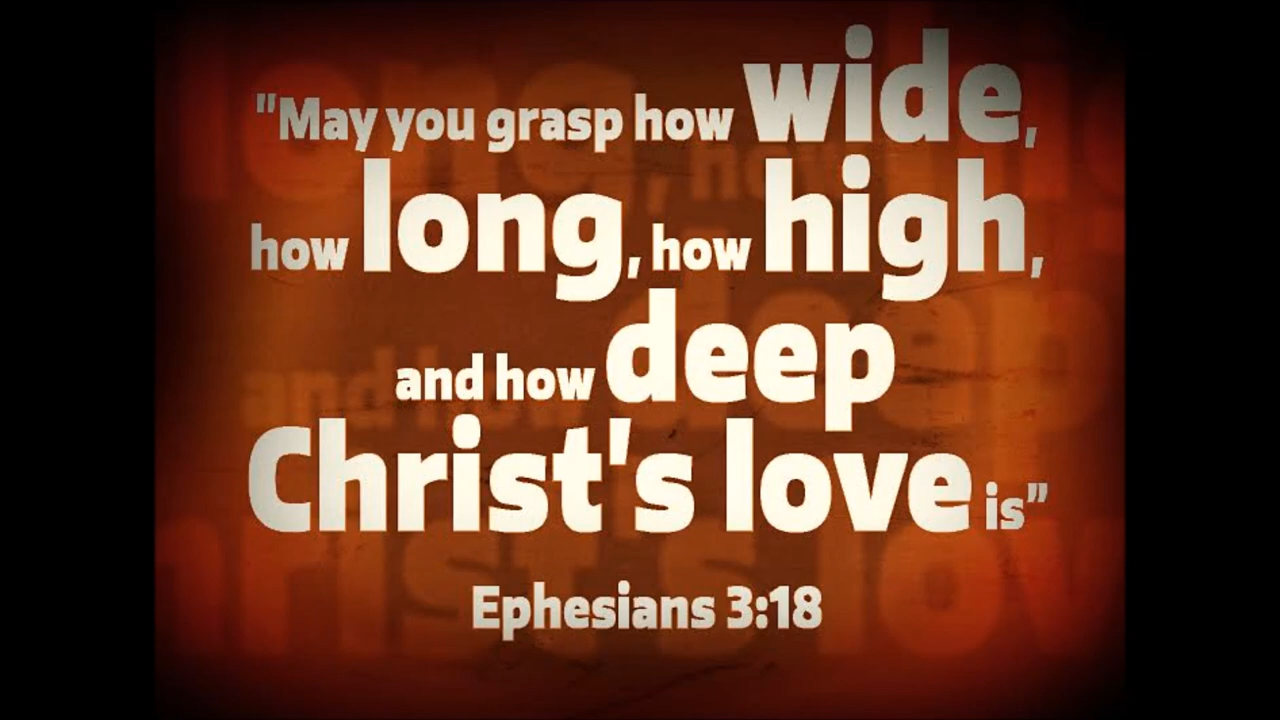 "May you grasp how wide,
how long, how high,
and how deep
Christ's love is”
Ephesians 3:18